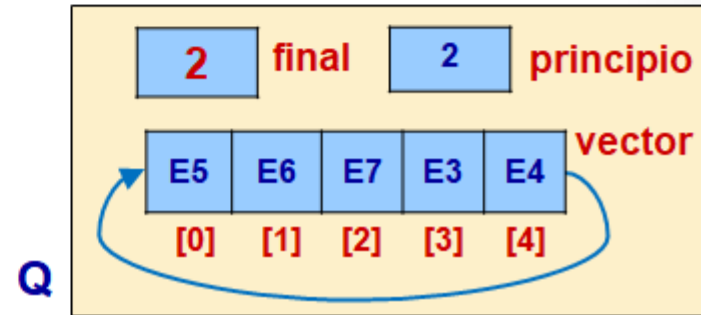 2 final 2 principio
vector
E5 E6 E7 E3 E4
[0] [1] [2] [3] [4]
Q